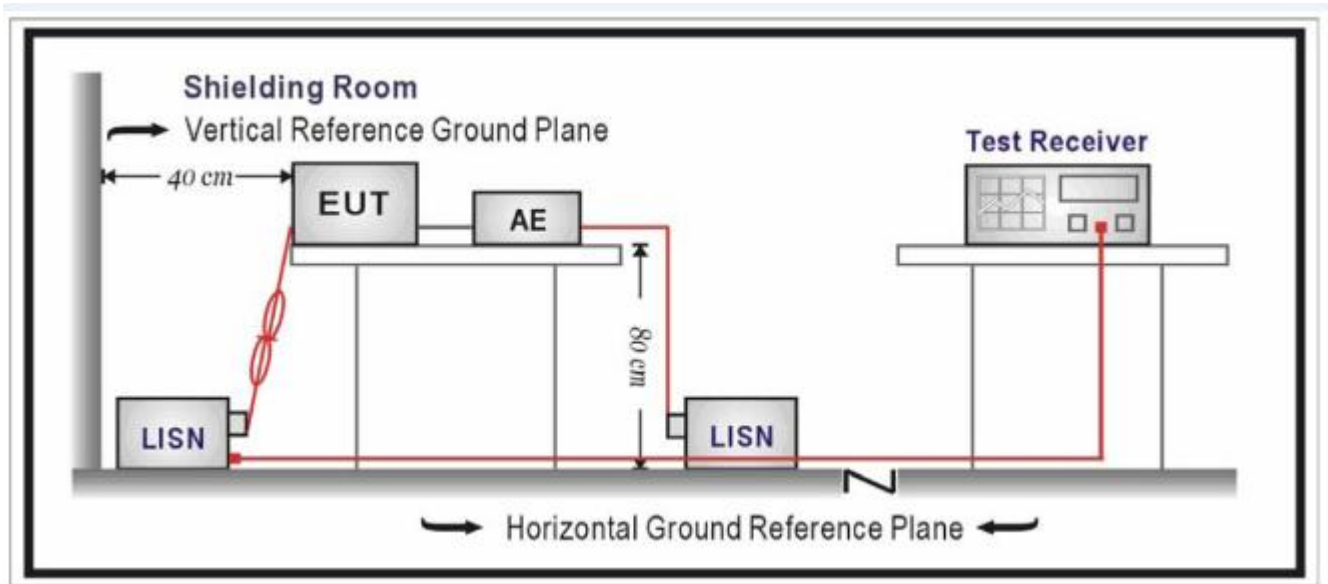 Shielding Room
Vertical Reference Ground Plane
40 cm
EUT
AE
Test Receiver
80 cm
LISN
LISN
Horizontal Ground Reference Plane